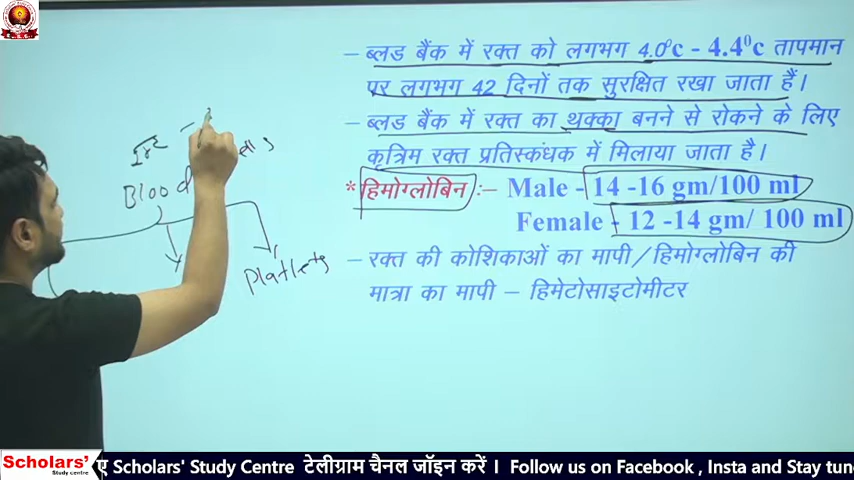 – ब्लड बैंक में रक्त को लगभग 4.0⁰c - 4.4⁰c तापमान
पर लगभग 42 दिनों तक सुरक्षित रखा जाता हैं।
– ब्लड बैंक में रक्त का थक्का बनने से रोकने के लिए
कृत्रिम रक्त प्रतिस्कंधक में मिलाया जाता है।
* हिमोग्लोबिन :– Male - 14 -16 gm/100 ml
Female - 12 -14 gm/ 100 ml
– रक्त की कोशिकाओं का मापी/हिमोग्लोबिन की
मात्रा का मापी – हिमेटोसाइटोमीटर
Blood
Platlets
Scholars'
Study centre
ए Scholars' Study Centre टेलीग्राम चैनल जॉइन करें । Follow us on Facebook , Insta and Stay tun